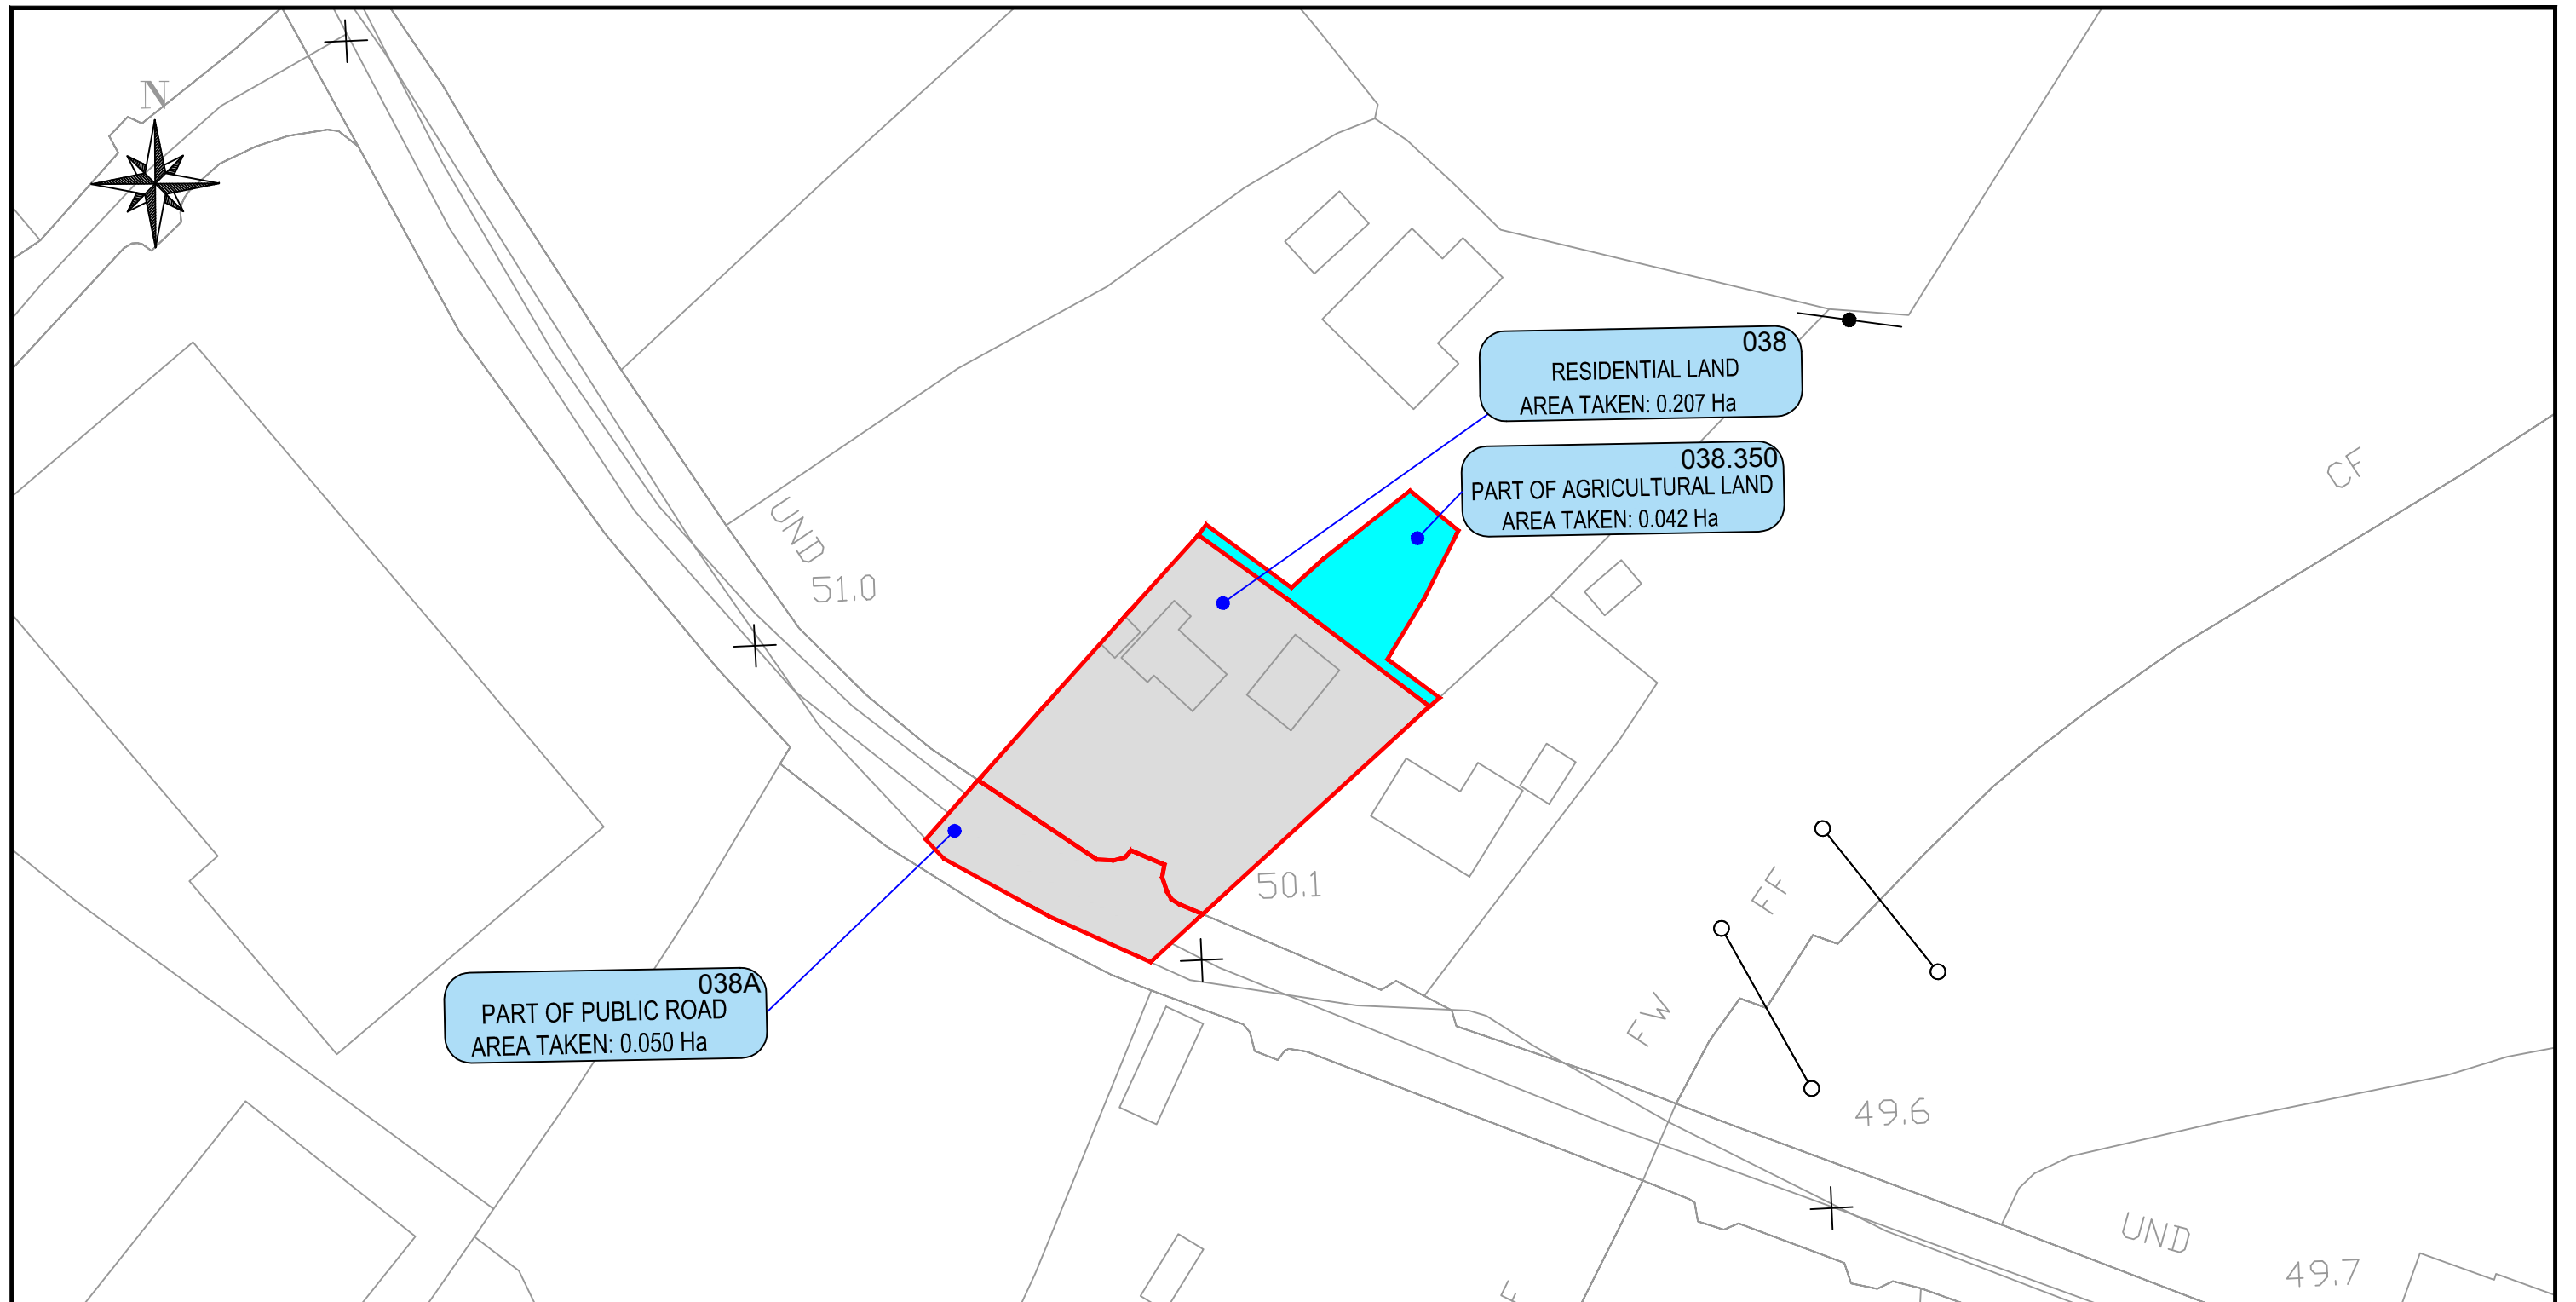 N
038
RESIDENTIAL LAND
AREA TAKEN: 0.207 Ha
038.350
PART OF AGRICULTURAL LAND
AREA TAKEN: 0.042 Ha
CF
UND
51.0
50.1
FF
FW
038A
PART OF PUBLIC ROAD
AREA TAKEN: 0.050 Ha
49.6
UND
49.7